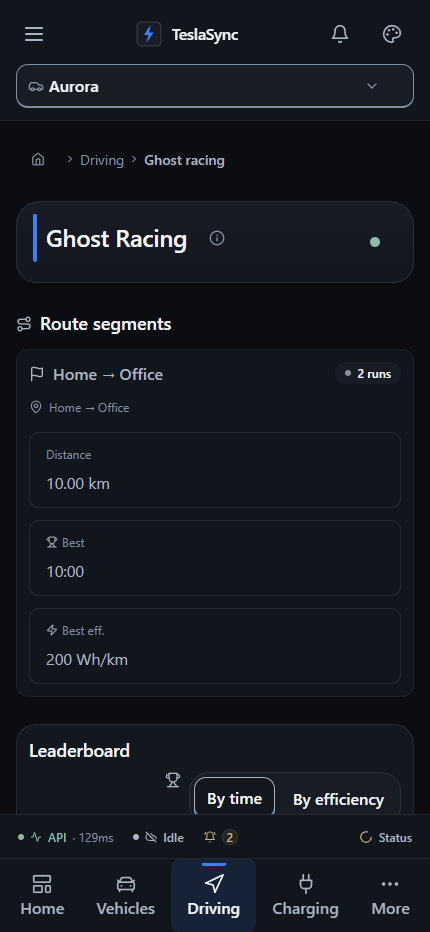 TeslaSync
Aurora
Driving
Ghost racing
Ghost Racing
Route segments
Home → Office
2 runs
Home → Office
Distance
10.00 km
Best
10:00
Best eff.
200 Wh/km
Leaderboard
By time
By efficiency
API · 129ms
Idle
2
Status
Home
Vehicles
Driving
Charging
More